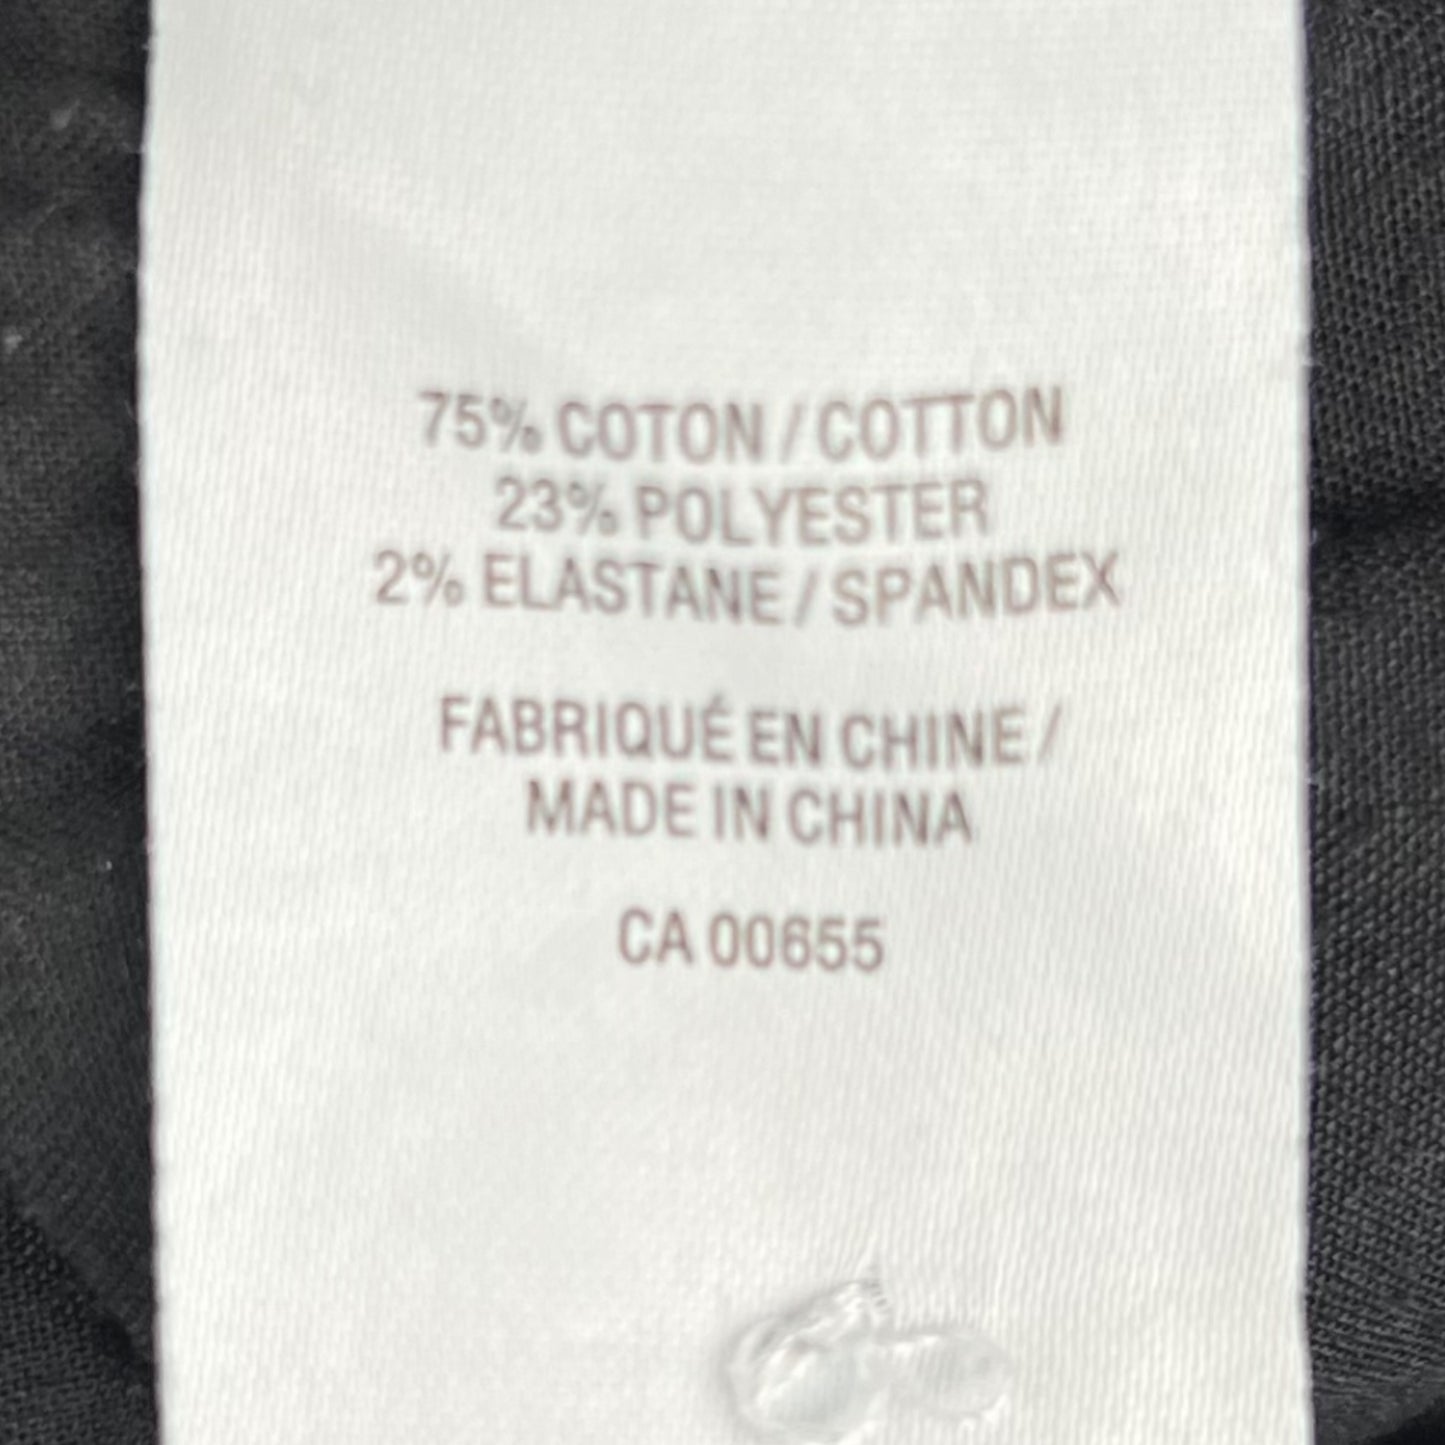 75% COTON / COTTON
23% POLYESTER
2% ELASTANE / SPANDEX
FABRIQUÉ EN CHINE /
MADE IN CHINA
CA 00655